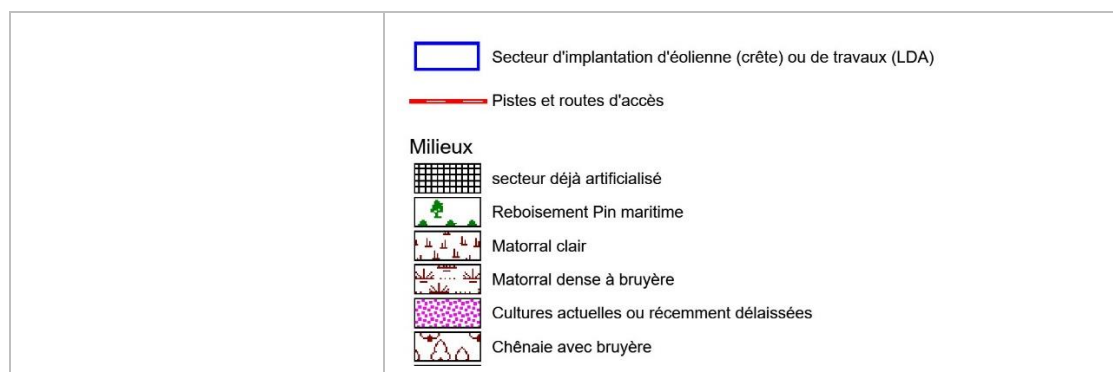 Secteur d'implantation d'éolienne (crête) ou de travaux (LDA)
Pistes et routes d'accès
Milieux
secteur déjà artificialisé
Reboisement Pin maritime
Matorral clair
Matorral dense à bruyère
Cultures actuelles ou récemment délaissées
Chênaie avec bruyère